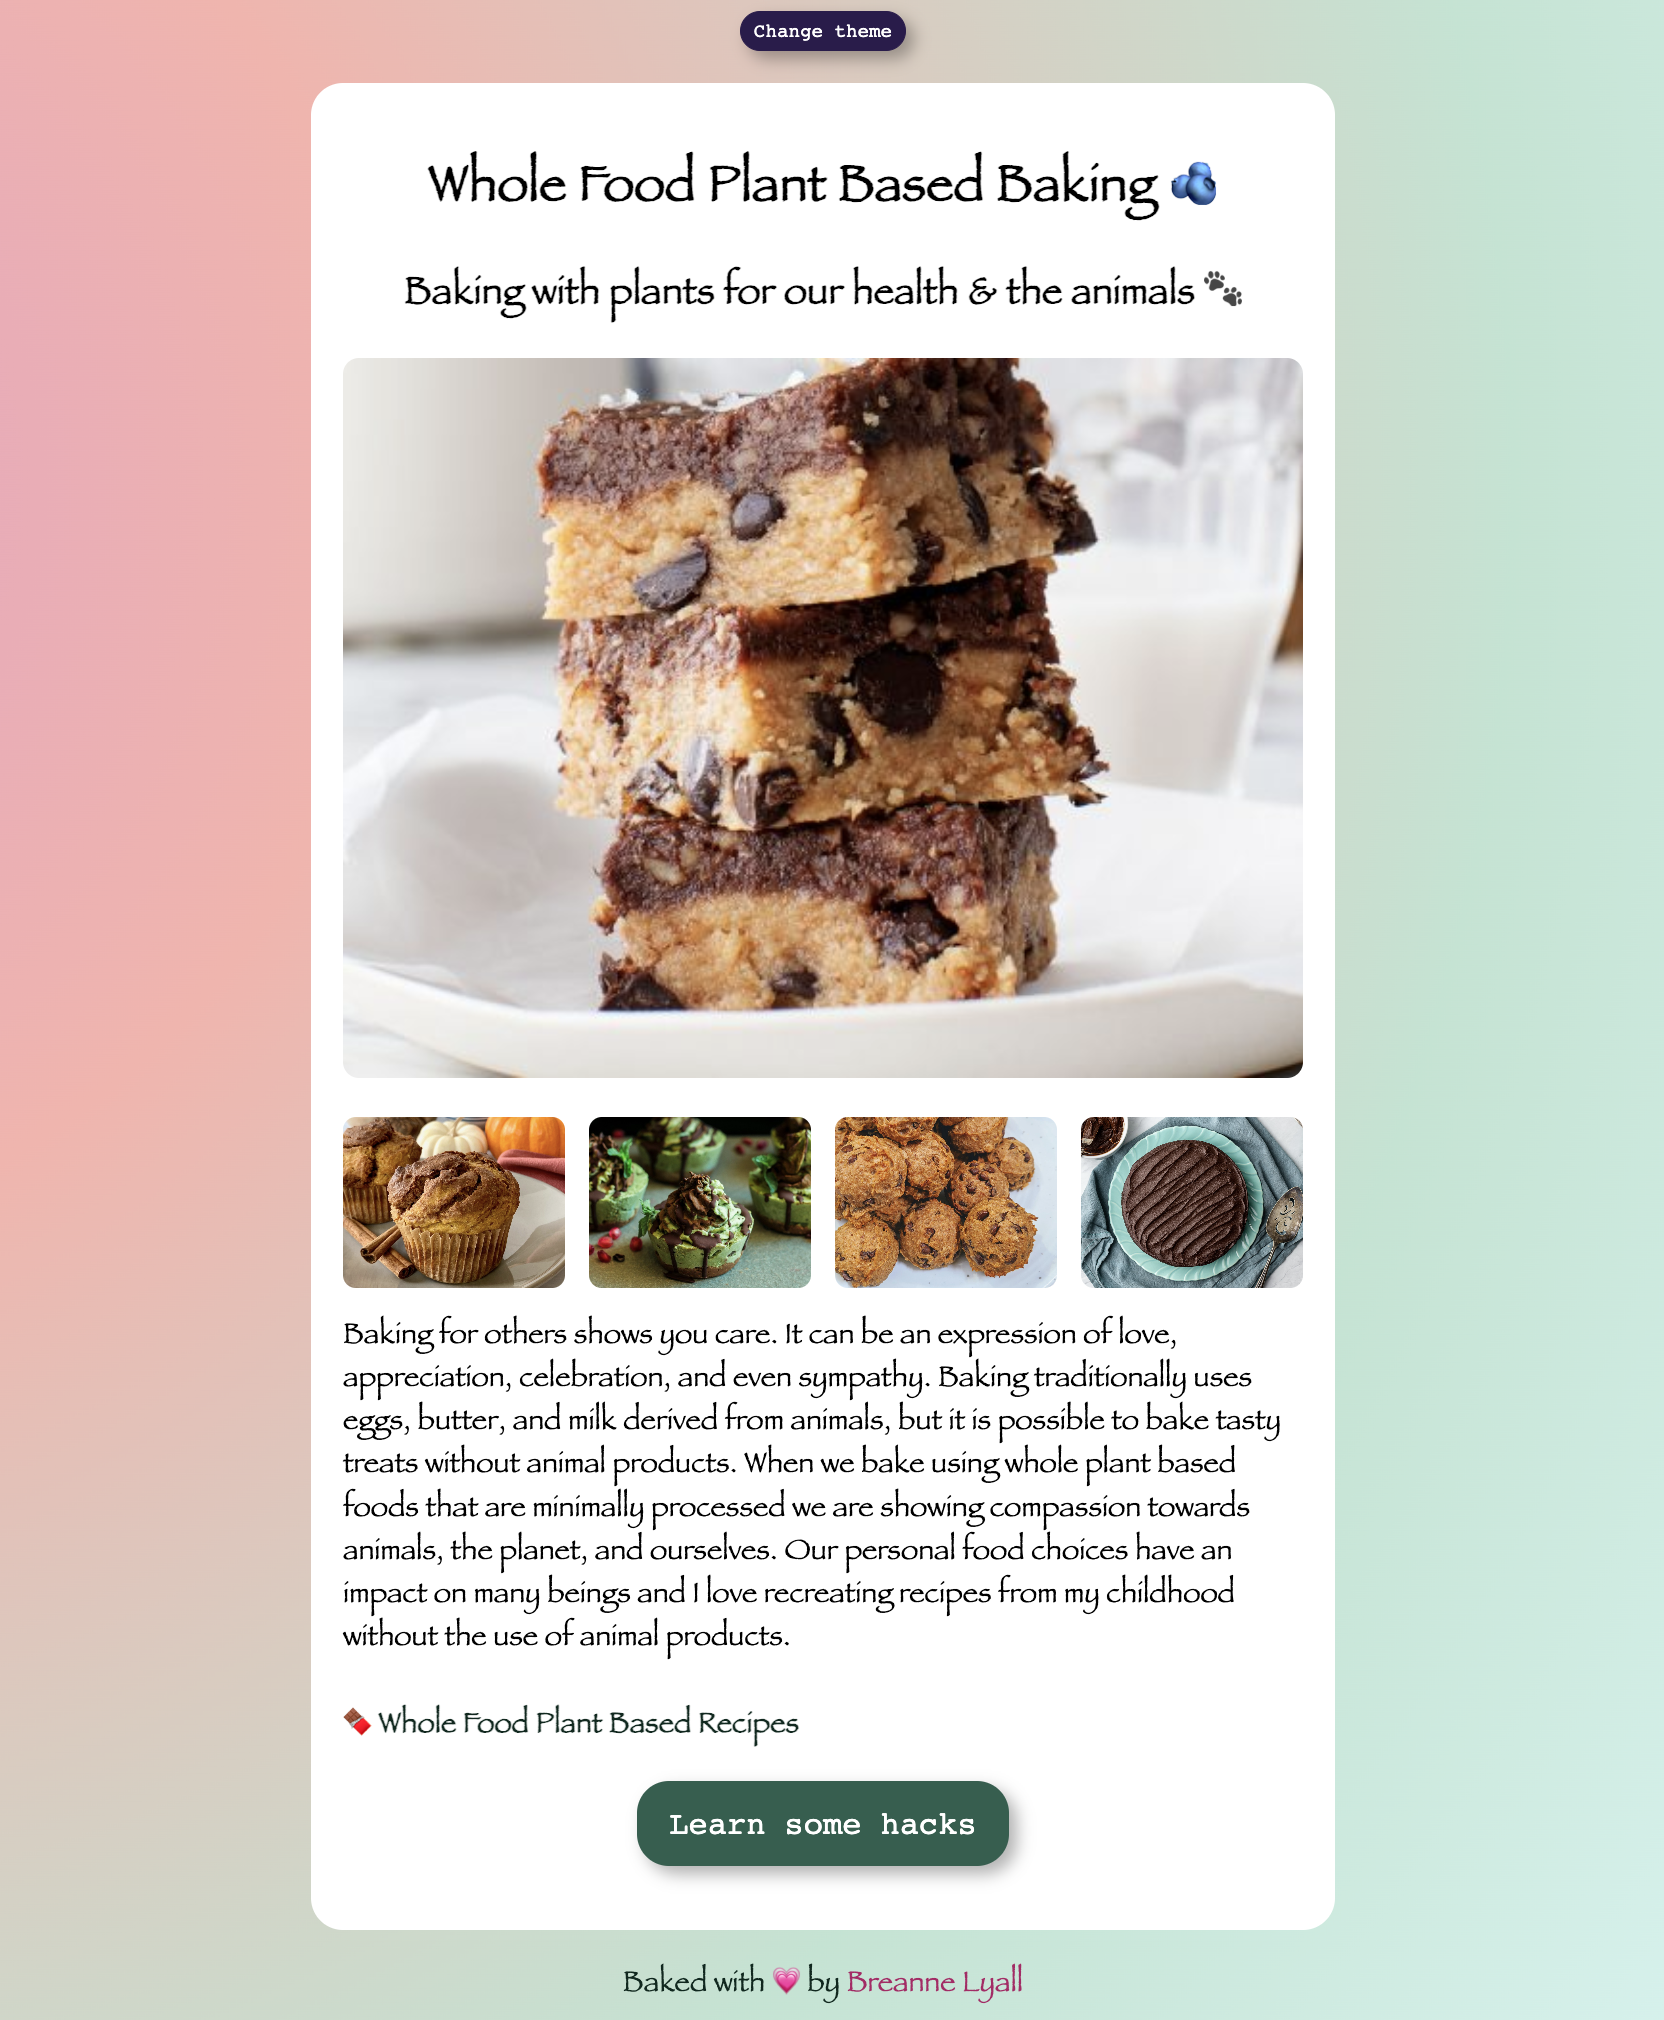 Change theme
Whole Food Plant Based Baking 🫐
Baking with plants for our health & the animals 🐾
Baking for others shows you care. It can be an expression of love,
appreciation, celebration, and even sympathy. Baking traditionally uses
eggs, butter, and milk derived from animals, but it is possible to bake tasty
treats without animal products. When we bake using whole plant based
foods that are minimally processed we are showing compassion towards
animals, the planet, and ourselves. Our personal food choices have an
impact on many beings and I love recreating recipes from my childhood
without the use of animal products.
🍫 Whole Food Plant Based Recipes
Learn some hacks
Baked with 💗 by Breanne Lyall